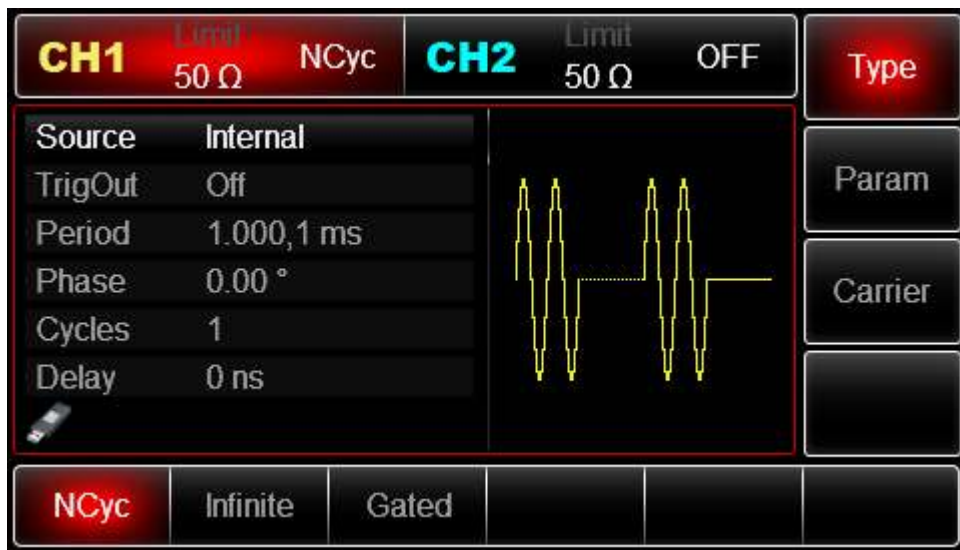 CH1 Limit 50 Ω NCyc CH2 Limit 50 Ω OFF Type
Source Internal
TrigOut Off
Param
Period 1.000,1 ms
Phase 0.00 °
Carrier
Cycles 1
Delay 0 ns
NCyc Infinite Gated